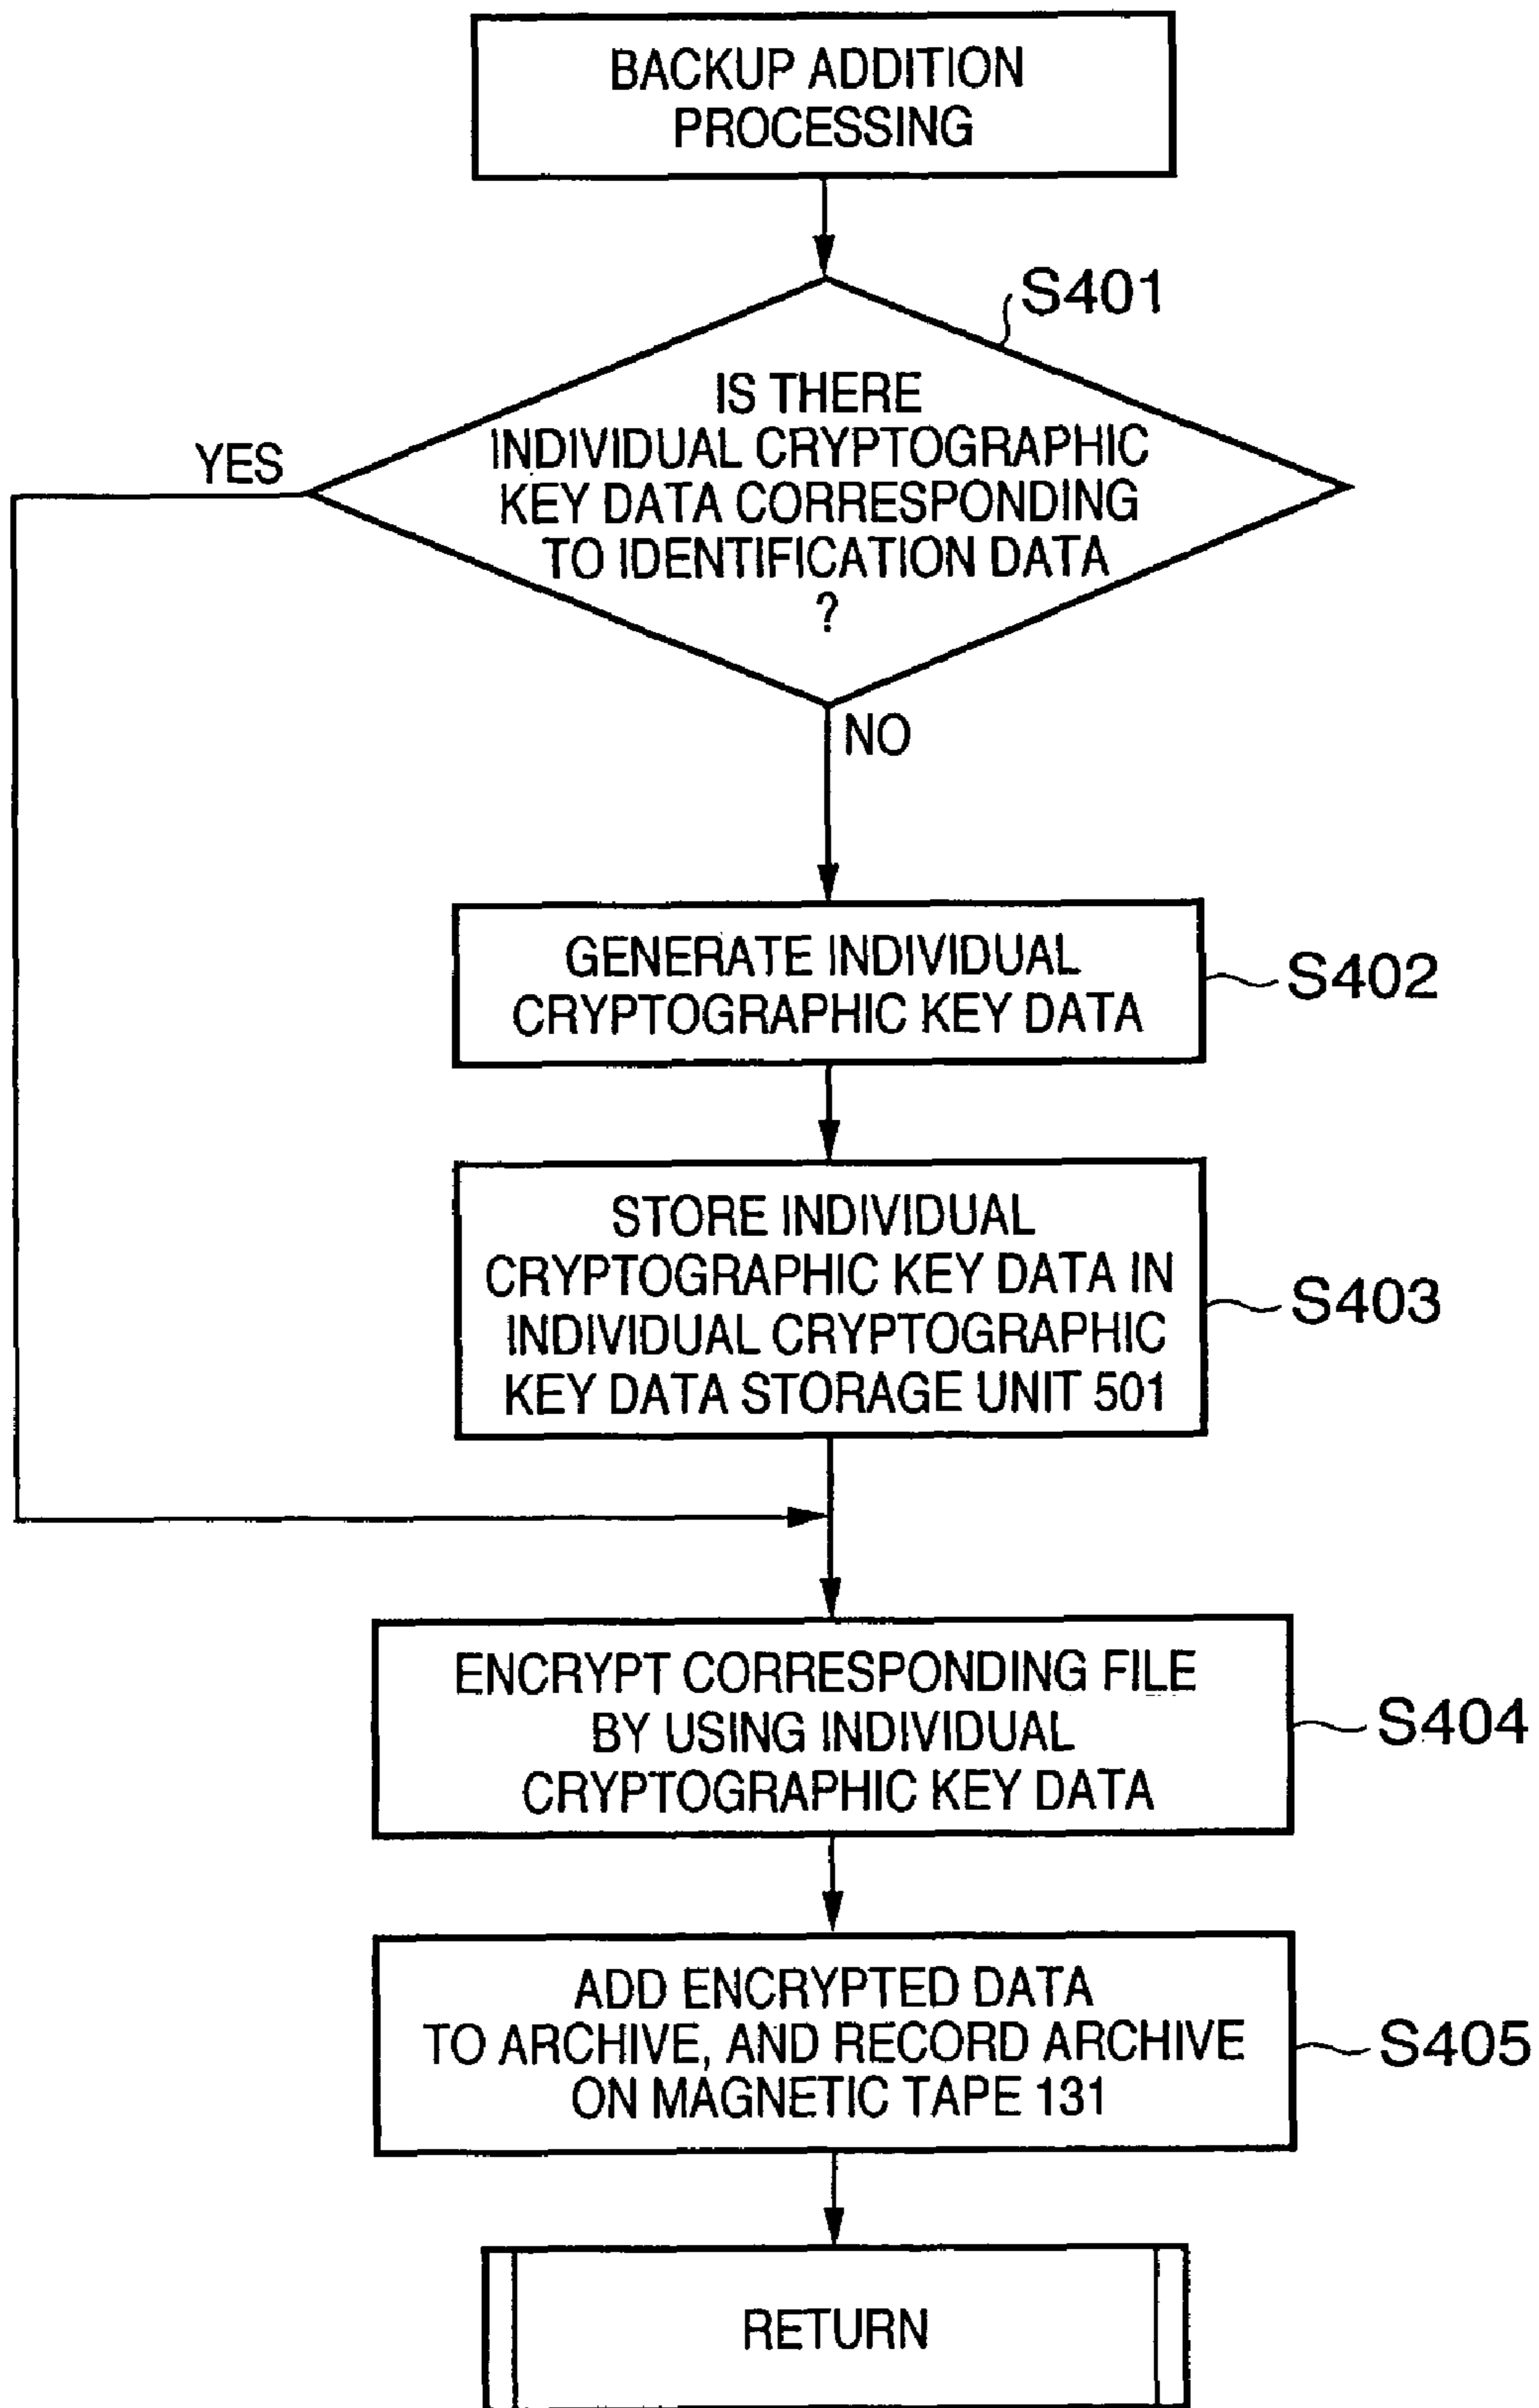 BACKUP ADDITION
PROCESSING
S401
IS THERE
INDIVIDUAL CRYPTOGRAPHIC
KEY DATA CORRESPONDING
TO IDENTIFICATION DATA
?
YES
NO
GENERATE INDIVIDUAL
CRYPTOGRAPHIC KEY DATA
S402
STORE INDIVIDUAL
CRYPTOGRAPHIC KEY DATA IN
INDIVIDUAL CRYPTOGRAPHIC
KEY DATA STORAGE UNIT 501
S403
ENCRYPT CORRESPONDING FILE
BY USING INDIVIDUAL
CRYPTOGRAPHIC KEY DATA
S404
ADD ENCRYPTED DATA
TO ARCHIVE, AND RECORD ARCHIVE
ON MAGNETIC TAPE 131
S405
RETURN